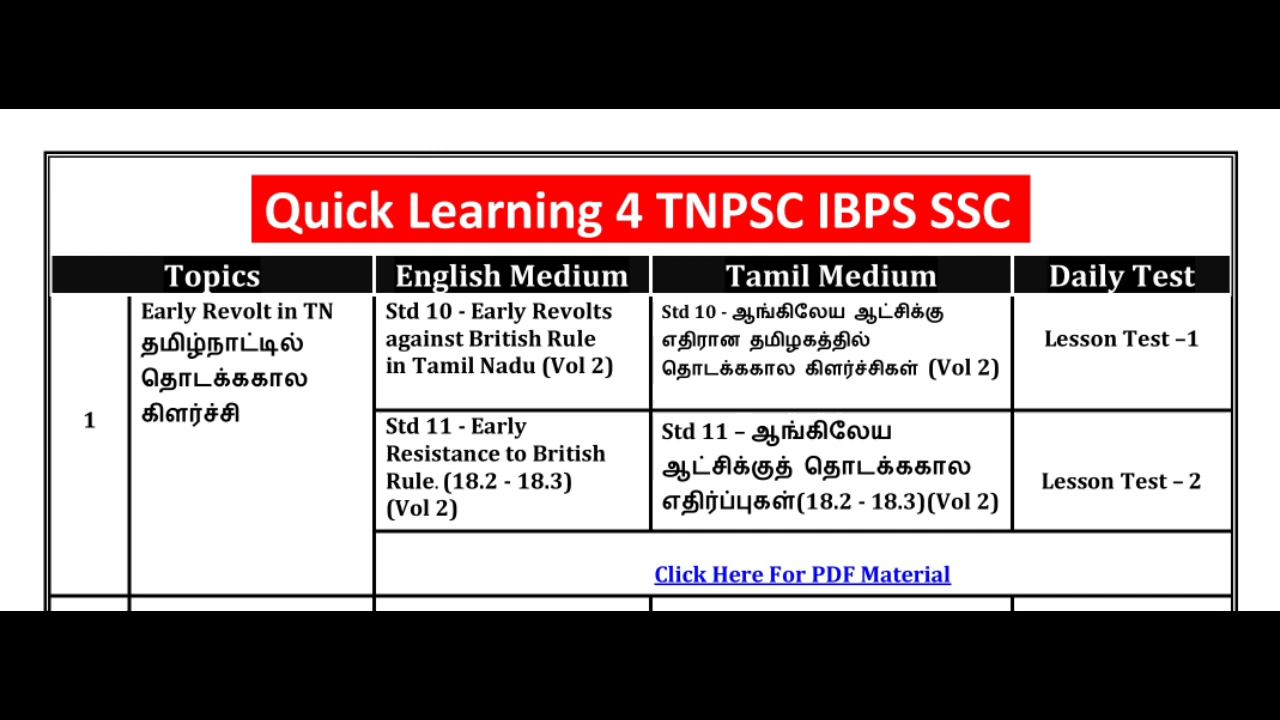 Quick Learning 4 TNPSC IBPS SSC
Topics
English Medium
Tamil Medium
Daily Test
1
Early Revolt in TN
தமிழ்நாட்டில்
தொடக்ககால
கிளர்ச்சி
Std 10 - Early Revolts
against British Rule
in Tamil Nadu (Vol 2)
Std 10 - ஆங்கிலேய ஆட்சிக்கு
எதிரான தமிழகத்தில்
தொடக்ககால கிளர்ச்சிகள் (Vol 2)
Lesson Test –1
Std 11 - Early
Resistance to British
Rule. (18.2 - 18.3)
(Vol 2)
Std 11 – ஆங்கிலேய
ஆட்சிக்குத் தொடக்ககால
எதிர்ப்புகள்(18.2 - 18.3)(Vol 2)
Lesson Test – 2
Click Here For PDF Material